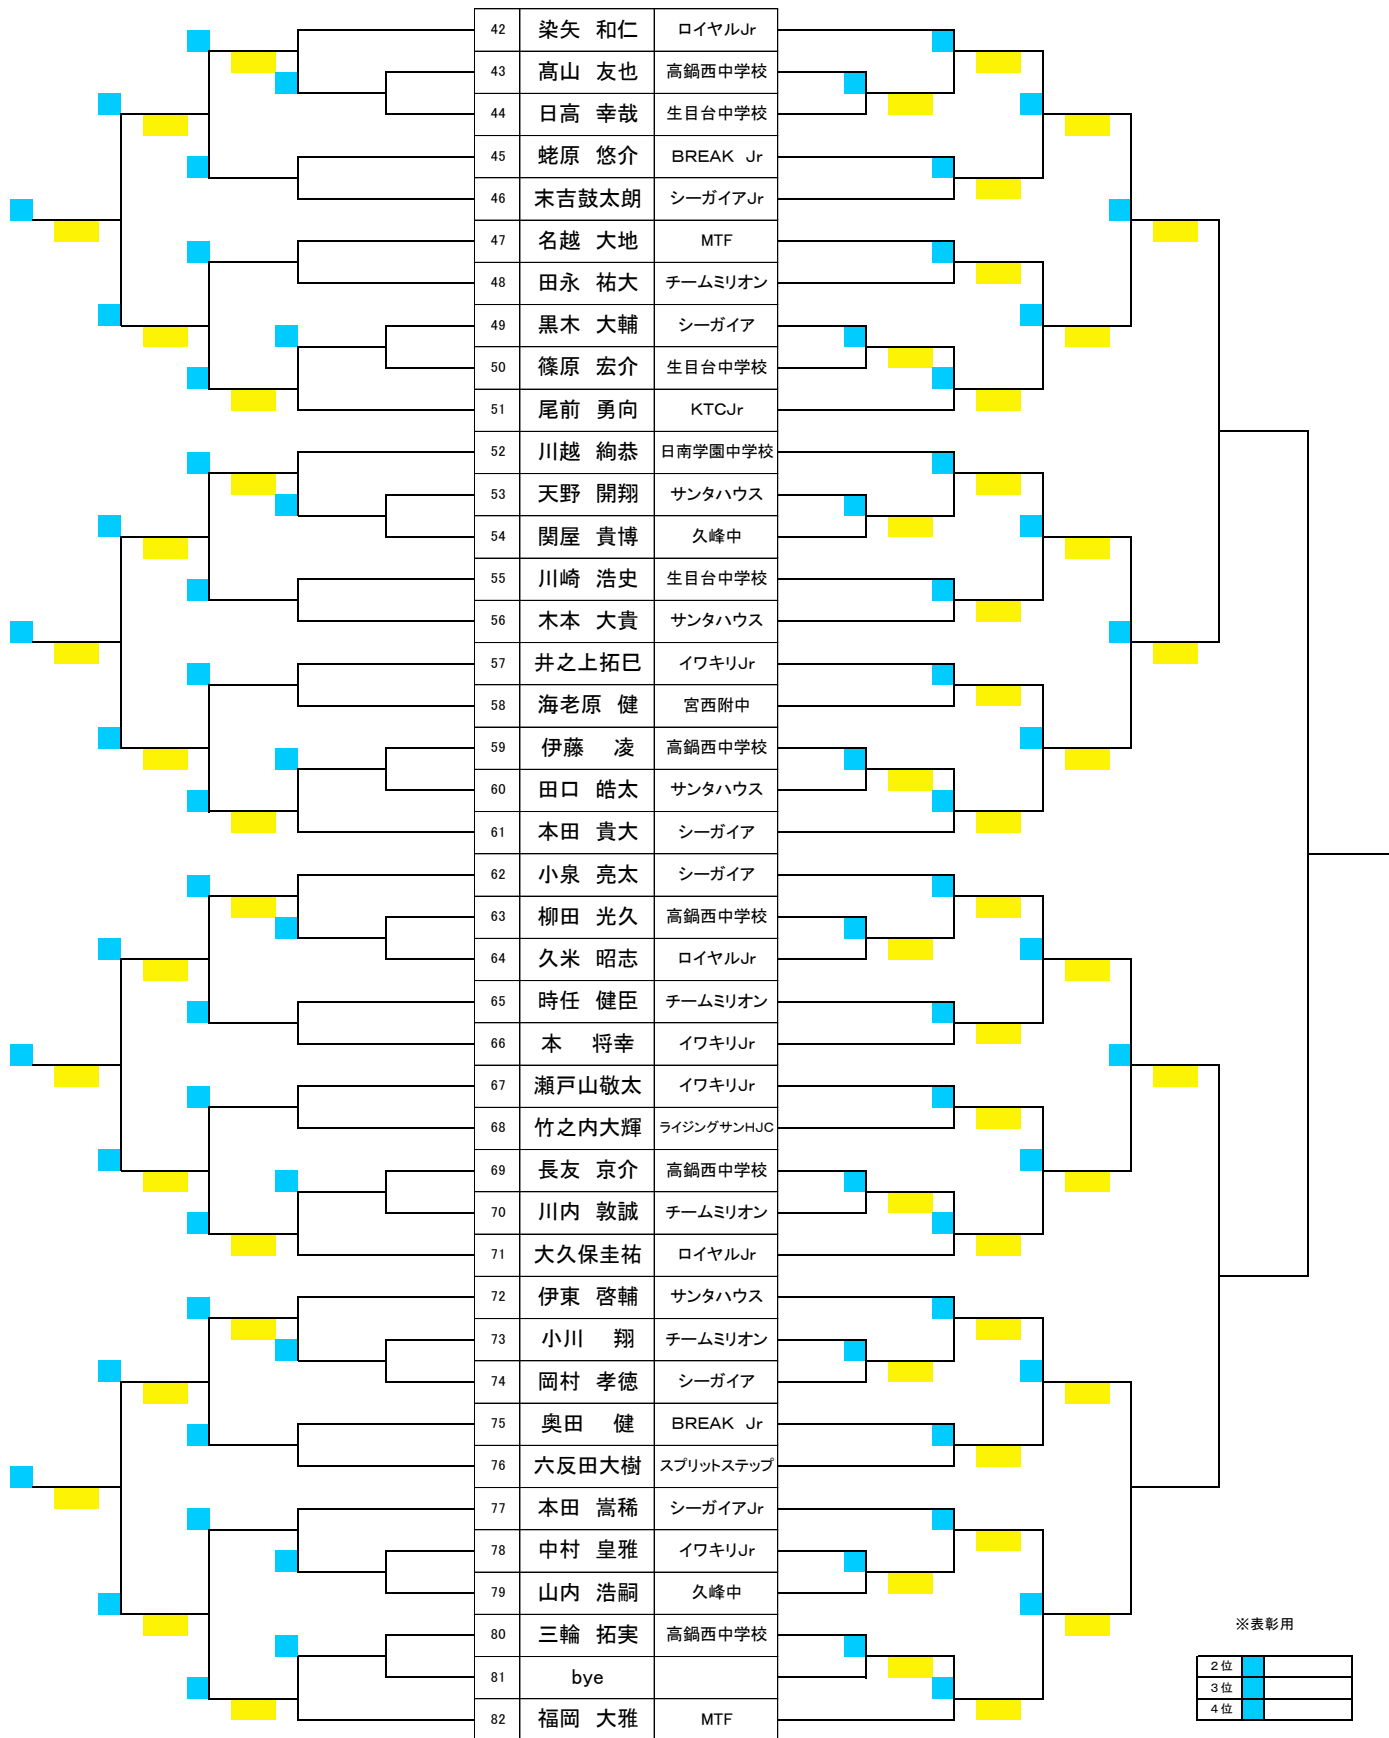 42 染矢 和仁 ロイヤルJr
43 髙山 友也 高鍋西中学校
44 日高 幸哉 生目台中学校
45 蛯原 悠介 BREAK Jr
46 末吉鼓太朗 シーガイアJr
47 名越 大地 MTF
48 田永 祐大 チームミリオン
49 黒木 大輔 シーガイア
50 篠原 宏介 生目台中学校
51 尾前 勇向 KTCJr
52 川越 絢恭 日南学園中学校
53 天野 開翔 サンタハウス
54 関屋 貴博 久峰中
55 川崎 浩史 生目台中学校
56 木本 大貴 サンタハウス
57 井之上拓巳 イワキリJr
58 海老原 健 宮西附中
59 伊藤 凌 高鍋西中学校
60 田口 皓太 サンタハウス
61 本田 貴大 シーガイア
62 小泉 亮太 シーガイア
63 柳田 光久 高鍋西中学校
64 久米 昭志 ロイヤルJr
65 時任 健臣 チームミリオン
66 本 将幸 イワキリJr
67 瀬戸山敬太 イワキリJr
68 竹之内大輝 ライジングサンHJC
69 長友 京介 高鍋西中学校
70 川内 敦誠 チームミリオン
71 大久保圭祐 ロイヤルJr
72 伊東 啓輔 サンタハウス
73 小川 翔 チームミリオン
74 岡村 孝徳 シーガイア
75 奥田 健 BREAK Jr
76 六反田大樹 スプリットステップ
77 本田 嵩稀 シーガイアJr
78 中村 皇雅 イワキリJr
79 山内 浩嗣 久峰中
80 三輪 拓実 高鍋西中学校
81 bye
82 福岡 大雅 MTF
※表彰用
2位
3位
4位